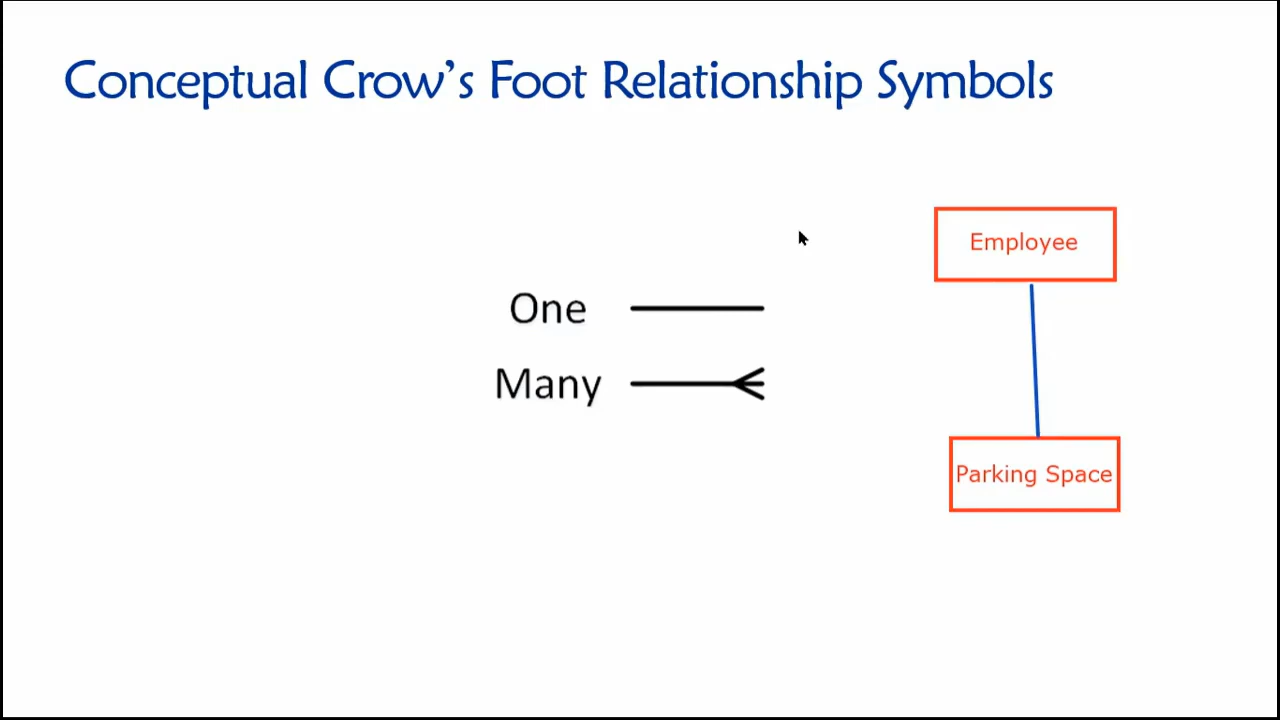 Conceptual Crow's Foot Relationship Symbols
Employee
One
Many
Parking Space